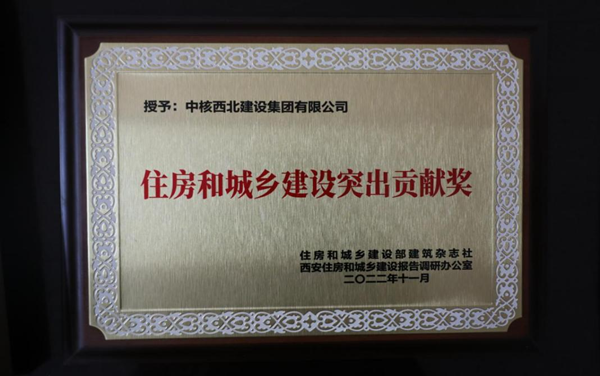 授予：中核西北建设集团有限公司
住房和城乡建设突出贡献奖
住房和城乡建设部建筑杂志社
西安住房和城乡建设报告调研办公室
二〇二二年十一月